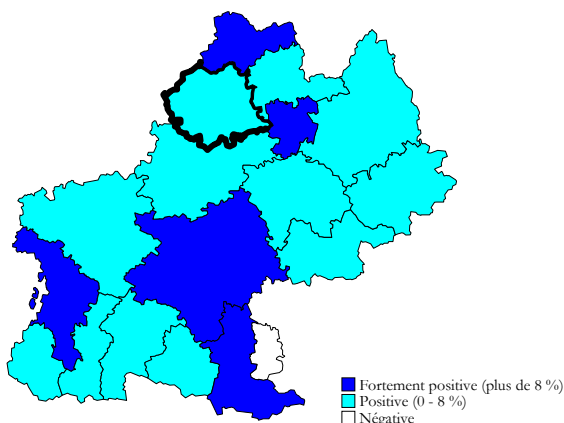 Fortement positive (plus de 8 %)
Positive (0 - 8 %)
Négative